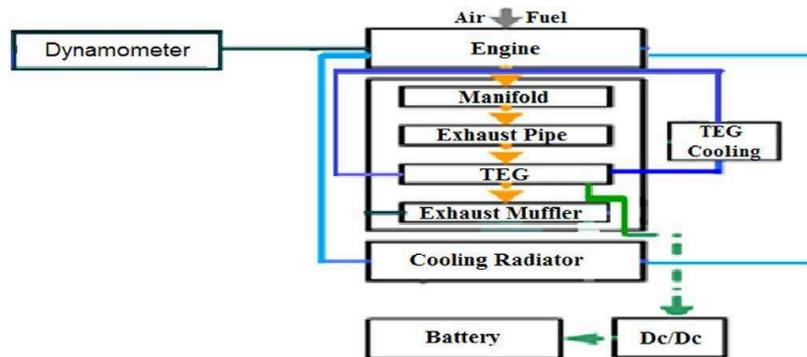 Air Fuel
Dynamometer
Engine
Manifold
Exhaust Pipe
TEG
Cooling
TEG
Exhaust Muffler
Cooling Radiator
Battery
Dc/Dc